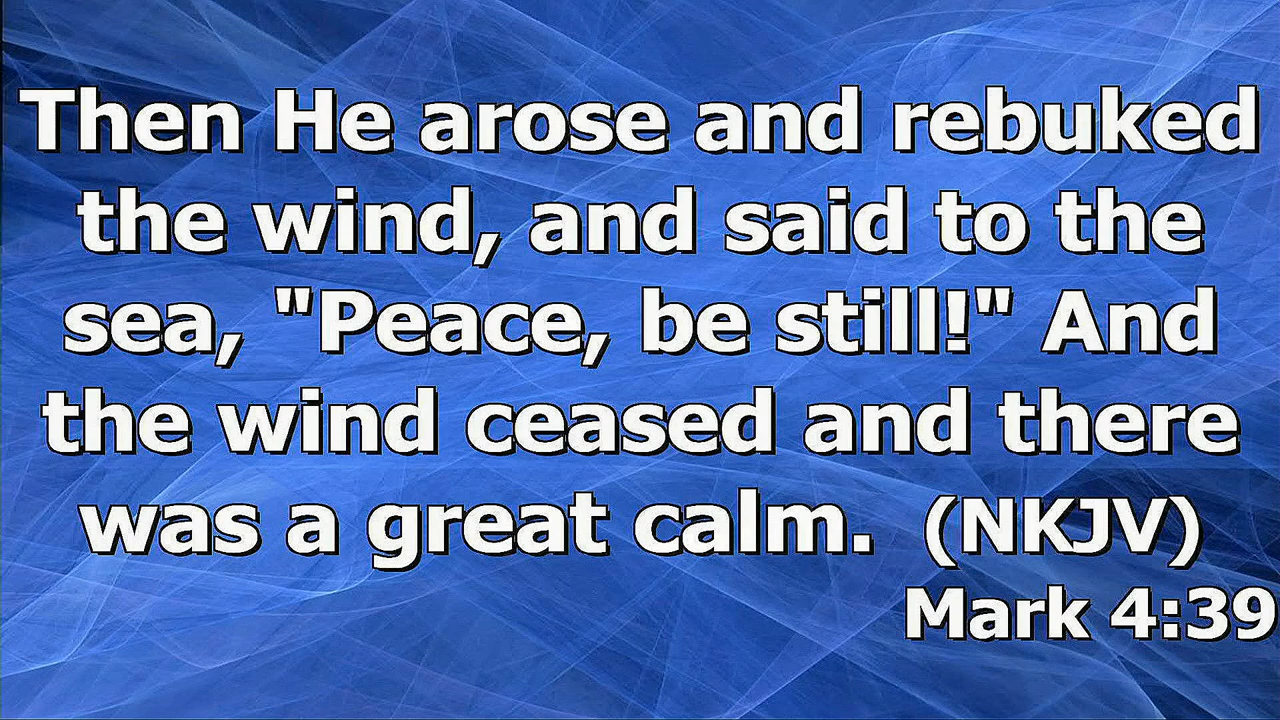 Then He arose and rebuked
the wind, and said to the
sea, "Peace, be still!" And
the wind ceased and there
was a great calm.  (NKJV)
Mark 4:39